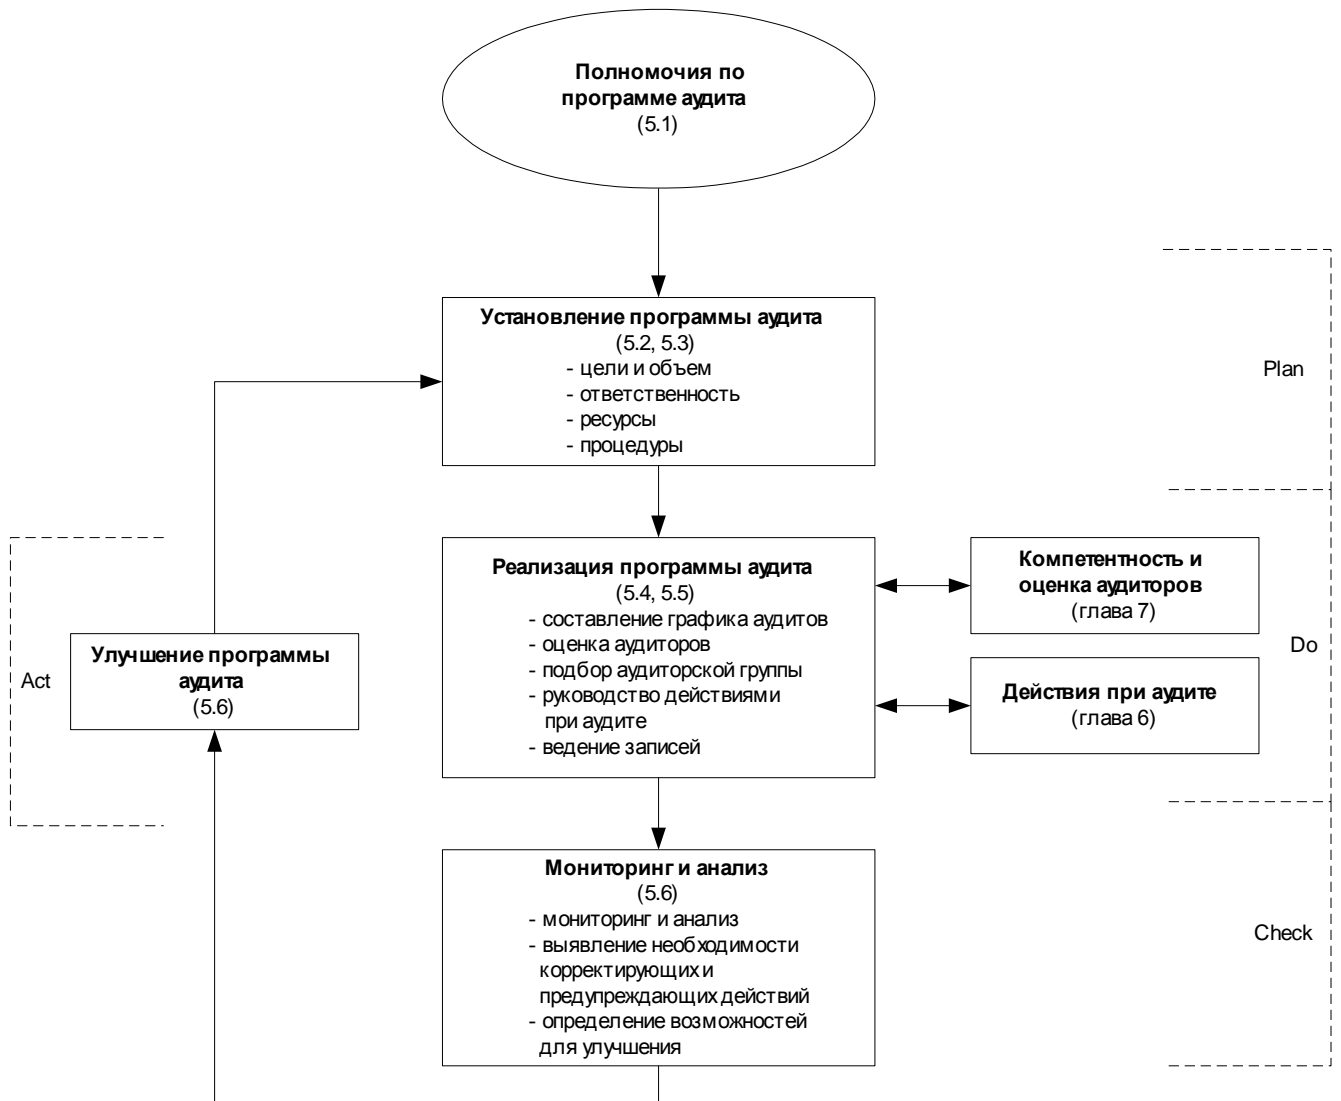 Полномочия по
программе аудита
(5.1)
Установление программы аудита
(5.2, 5.3)
- цели и объем
- ответственность
- ресурсы
- процедуры
Plan
Реализация программы аудита
(5.4, 5.5)
- составление графика аудитов
- оценка аудиторов
- подбор аудиторской группы
- руководство действиями
при аудите
- ведение записей
Компетентность и
оценка аудиторов
(глава 7)
Действия при аудите
(глава 6)
Do
Улучшение программы
аудита
(5.6)
Act
Мониторинг и анализ
(5.6)
- мониторинг и анализ
- выявление необходимости
корректирующих и
предупреждающих действий
- определение возможностей
для улучшения
Check